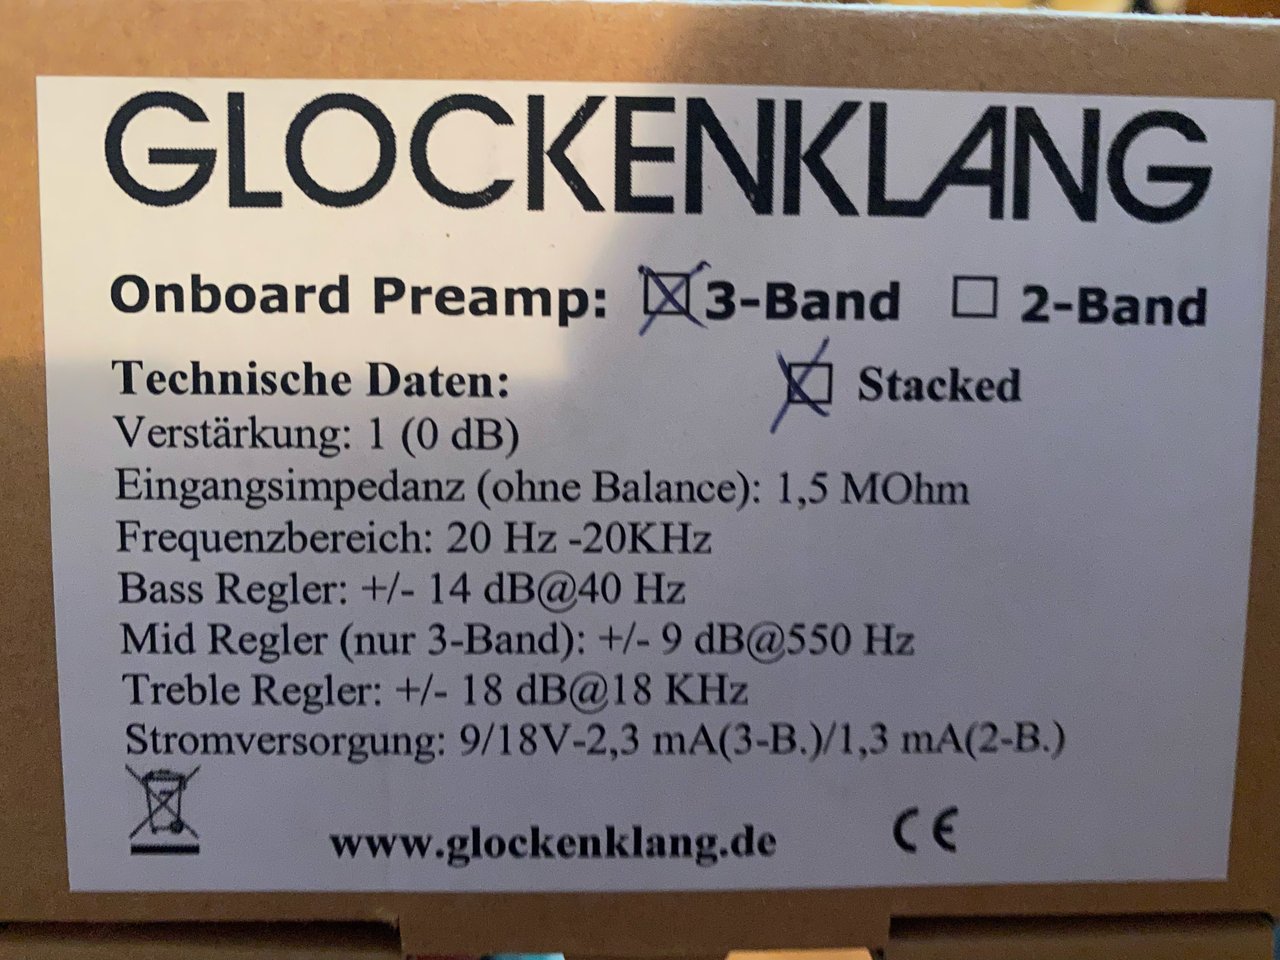 GLOCKENKLANG
Onboard Preamp: ☒ 3-Band ☐ 2-Band
Technische Daten: ☒ Stacked
Verstärkung: 1 (0 dB)
Eingangsimpedanz (ohne Balance): 1,5 MOhm
Frequenzbereich: 20 Hz -20KHz
Bass Regler: +/- 14 dB@40 Hz
Mid Regler (nur 3-Band): +/- 9 dB@550 Hz
Treble Regler: +/- 18 dB@18 KHz
Stromversorgung: 9/18V-2,3 mA(3-B.)/1,3 mA(2-B.)
www.glockenklang.de CE